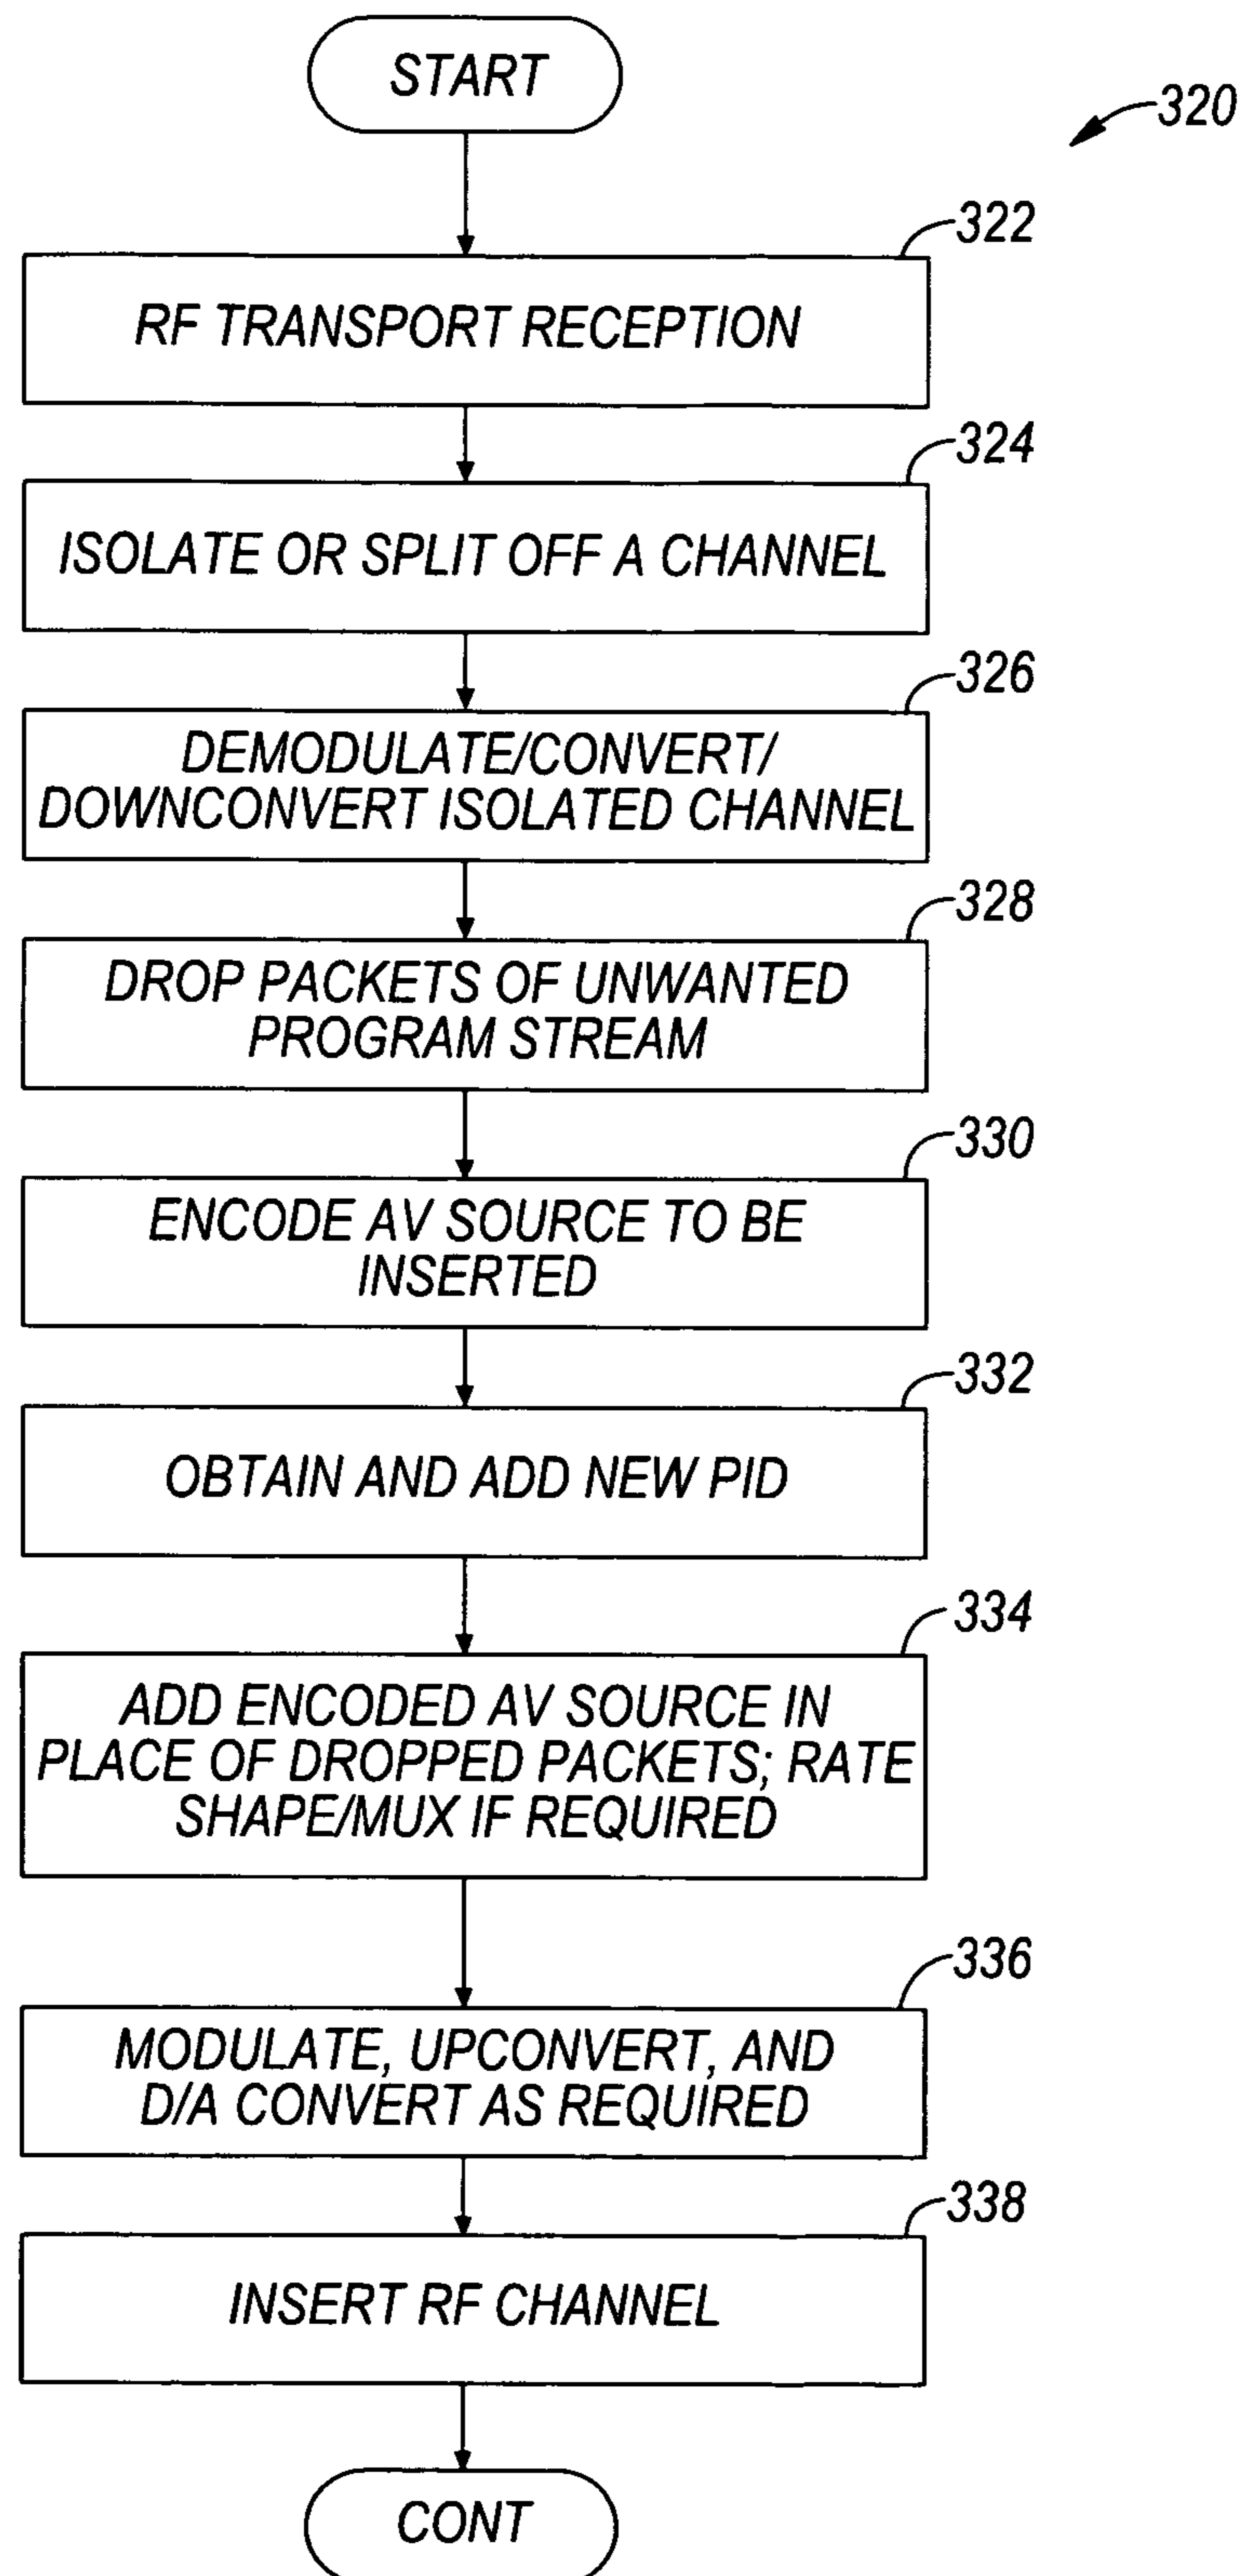 START
320
322
RF TRANSPORT RECEPTION
324
ISOLATE OR SPLIT OFF A CHANNEL
326
DEMODULATE/CONVERT/
DOWNCONVERT ISOLATED CHANNEL
328
DROP PACKETS OF UNWANTED
PROGRAM STREAM
330
ENCODE AV SOURCE TO BE
INSERTED
332
OBTAIN AND ADD NEW PID
334
ADD ENCODED AV SOURCE IN
PLACE OF DROPPED PACKETS; RATE
SHAPE/MUX IF REQUIRED
336
MODULATE, UPCONVERT, AND
D/A CONVERT AS REQUIRED
338
INSERT RF CHANNEL
CONT